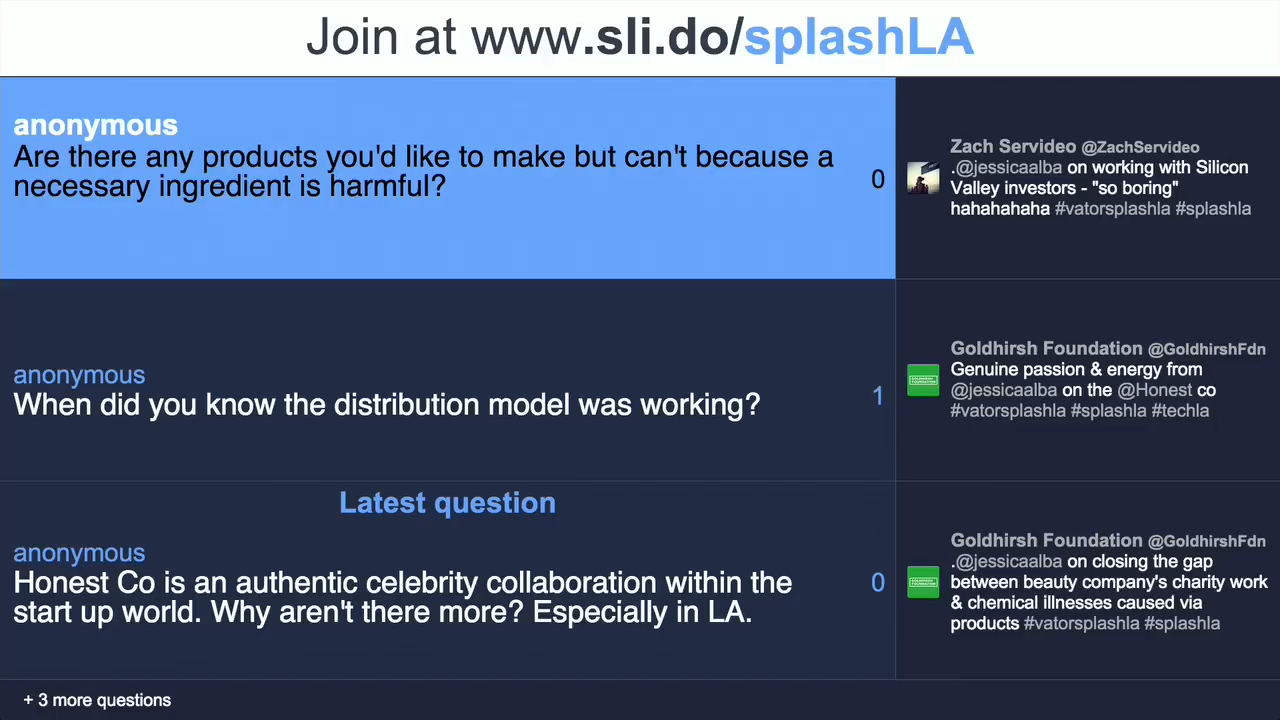 Join at www.sli.do/splashLA
anonymous
Are there any products you'd like to make but can't because a
necessary ingredient is harmful?
0
anonymous
When did you know the distribution model was working?
1
Latest question
anonymous
Honest Co is an authentic celebrity collaboration within the
start up world. Why aren't there more? Especially in LA.
0
+ 3 more questions
Zach Servideo @ZachServideo
.@jessicaalba on working with Silicon
Valley investors - "so boring"
hahahahaha #vatorsplashla #splashla
Goldhirsh Foundation @GoldhirshFdn
Genuine passion & energy from
@jessicaalba on the @Honest co
#vatorsplashla #splashla #techla
Goldhirsh Foundation @GoldhirshFdn
.@jessicaalba on closing the gap
between beauty company's charity work
& chemical illnesses caused via
products #vatorsplashla #splashla